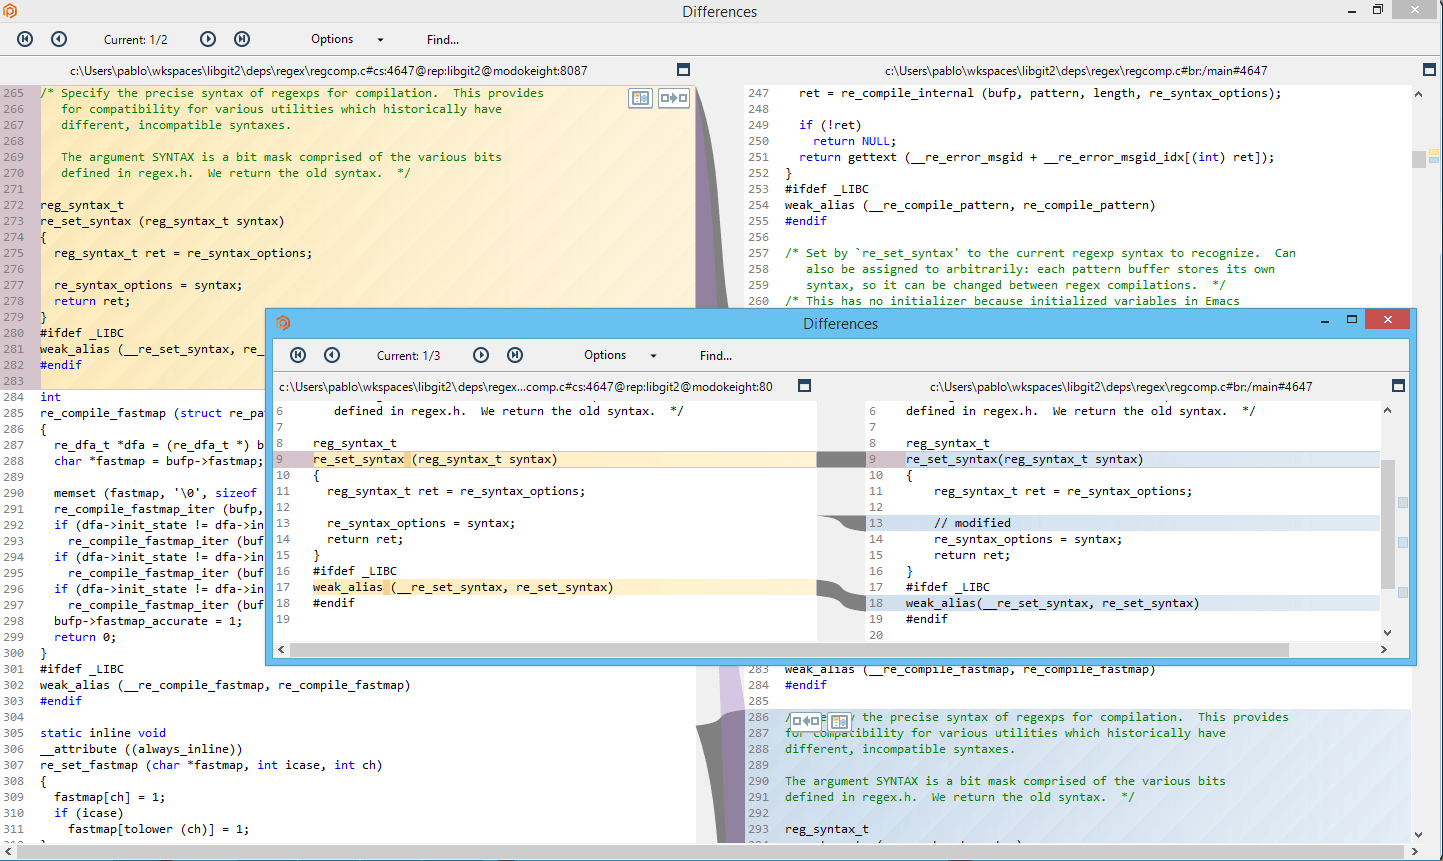 Differences
Current: 1/2
Options
Find...
c:\Users\pablo\wkspaces\libgit2\deps\regex\regcomp.c#cs:4647@rep:libgit2@modokeight:8087
265 /* Specify the precise syntax of regexps for compilation.  This provides
266    for compatibility for various utilities which historically have
267    different, incompatible syntaxes.
268
269    The argument SYNTAX is a bit mask comprised of the various bits
270    defined in regex.h.  We return the old syntax.  */
271
272 reg_syntax_t
273 re_set_syntax (reg_syntax_t syntax)
274 {
275   reg_syntax_t ret = re_syntax_options;
276
277   re_syntax_options = syntax;
278   return ret;
279 }
280 #ifdef _LIBC
281 weak_alias (__re_set_syntax, re_
282 #endif
283
284 int
285 re_compile_fastmap (struct re_pa
286 {
287   re_dfa_t *dfa = (re_dfa_t *) b
288   char *fastmap = bufp->fastmap;
289
290   memset (fastmap, '\0', sizeof
291   re_compile_fastmap_iter (bufp,
292   if (dfa->init_state != dfa->in
293     re_compile_fastmap_iter (buf
294   if (dfa->init_state != dfa->in
295     re_compile_fastmap_iter (buf
296   if (dfa->init_state != dfa->in
297     re_compile_fastmap_iter (buf
298   bufp->fastmap_accurate = 1;
299   return 0;
300 }
301 #ifdef _LIBC
302 weak_alias (__re_compile_fastmap, re_compile_fastmap)
303 #endif
304
305 static inline void
306 __attribute ((always_inline))
307 re_set_fastmap (char *fastmap, int icase, int ch)
308 {
309   fastmap[ch] = 1;
310   if (icase)
311     fastmap[tolower (ch)] = 1;
c:\Users\pablo\wkspaces\libgit2\deps\regex\regcomp.c#br:/main#4647
247   ret = re_compile_internal (bufp, pattern, length, re_syntax_options);
248
249   if (!ret)
250     return NULL;
251   return gettext (__re_error_msgid + __re_error_msgid_idx[(int) ret]);
252 }
253 #ifdef _LIBC
254 weak_alias (__re_compile_pattern, re_compile_pattern)
255 #endif
256
257 /* Set by `re_set_syntax' to the current regexp syntax to recognize.  Can
258    also be assigned to arbitrarily: each pattern buffer stores its own
259    syntax, so it can be changed between regex compilations.  */
260 /* This has no initializer because initialized variables in Emacs
283 weak_alias (__re_compile_fastmap, re_compile_fastmap)
284 #endif
285
286 the precise syntax of regexps for compilation.  This provides
287 for compatibility for various utilities which historically have
288 different, incompatible syntaxes.
289
290 The argument SYNTAX is a bit mask comprised of the various bits
291 defined in regex.h.  We return the old syntax.  */
292
293 reg_syntax_t
Differences
Current: 1/3
Options
Find...
c:\Users\pablo\wkspaces\libgit2\deps\regex...comp.c#cs:4647@rep:libgit2@modokeight:80
6    defined in regex.h.  We return the old syntax.  */
7
8 reg_syntax_t
9 re_set_syntax (reg_syntax_t syntax)
10 {
11   reg_syntax_t ret = re_syntax_options;
12
13   re_syntax_options = syntax;
14   return ret;
15 }
16 #ifdef _LIBC
17 weak_alias (__re_set_syntax, re_set_syntax)
18 #endif
19
c:\Users\pablo\wkspaces\libgit2\deps\regex\regcomp.c#br:/main#4647
6 defined in regex.h.  We return the old syntax.  */
7
8 reg_syntax_t
9 re_set_syntax(reg_syntax_t syntax)
10 {
11     reg_syntax_t ret = re_syntax_options;
12
13     // modified
14     re_syntax_options = syntax;
15     return ret;
16 }
17 #ifdef _LIBC
18 weak_alias(__re_set_syntax, re_set_syntax)
19 #endif
20